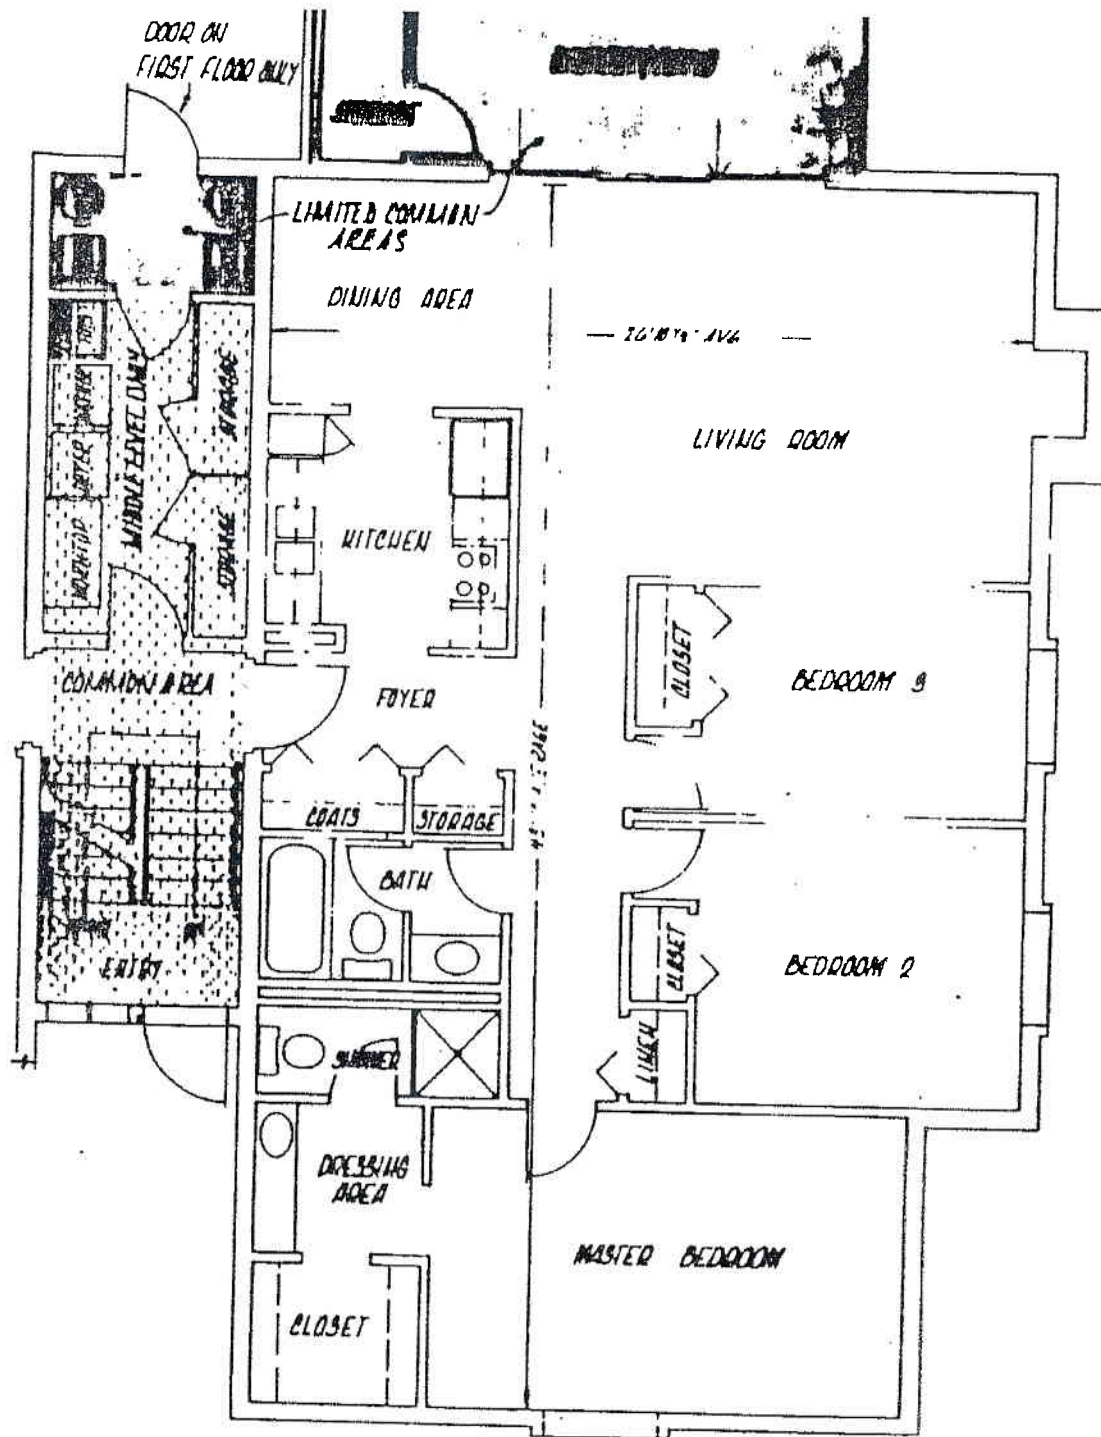 DOOR ON
FIRST FLOOR ONLY
LIMITED COMMON
AREAS
DINING AREA
LIVING ROOM
MIDDLE LEVEL ONLY
STORAGE
DRYER
WORKTOP
STORAGE
KITCHEN
COMMON AREA
FOYER
CLOSET
BEDROOM 3
COATS
STORAGE
BATH
ENTRY
CLOSET
BEDROOM 2
LINEN
SHOWER
DRESSING
AREA
MASTER BEDROOM
CLOSET